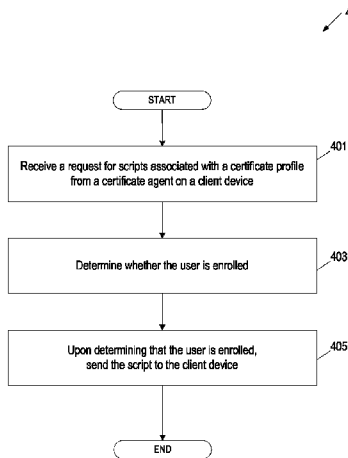 4
START
Receive a request for scripts associated with a certificate profile
from a certificate agent on a client device
401
Determine whether the user is enrolled
403
Upon determining that the user is enrolled,
send the script to the client device
405
END